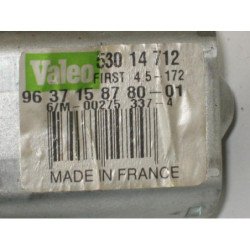 Valeo 530 14 712
FIRST 4 5-172
96 37 15 87 80-01
6/M-00275 337-4
MADE IN FRANCE